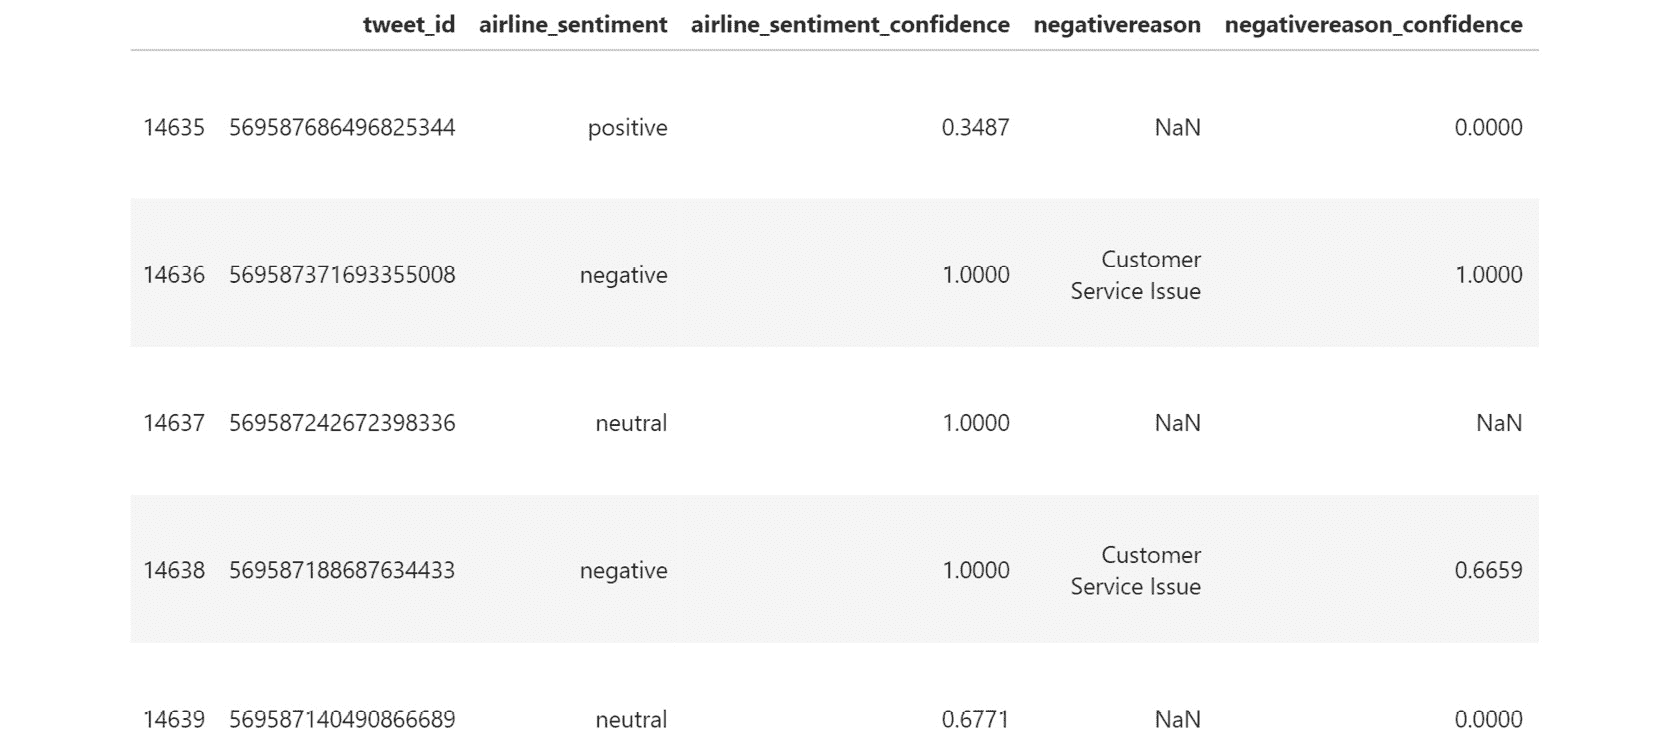 tweet_id airline_sentiment airline_sentiment_confidence negativereason negativereason_confidence
14635 569587686496825344 positive 0.3487 NaN 0.0000
14636 569587371693355008 negative 1.0000 Customer Service Issue 1.0000
14637 569587242672398336 neutral 1.0000 NaN NaN
14638 569587188687634433 negative 1.0000 Customer Service Issue 0.6659
14639 569587140490866689 neutral 0.6771 NaN 0.0000